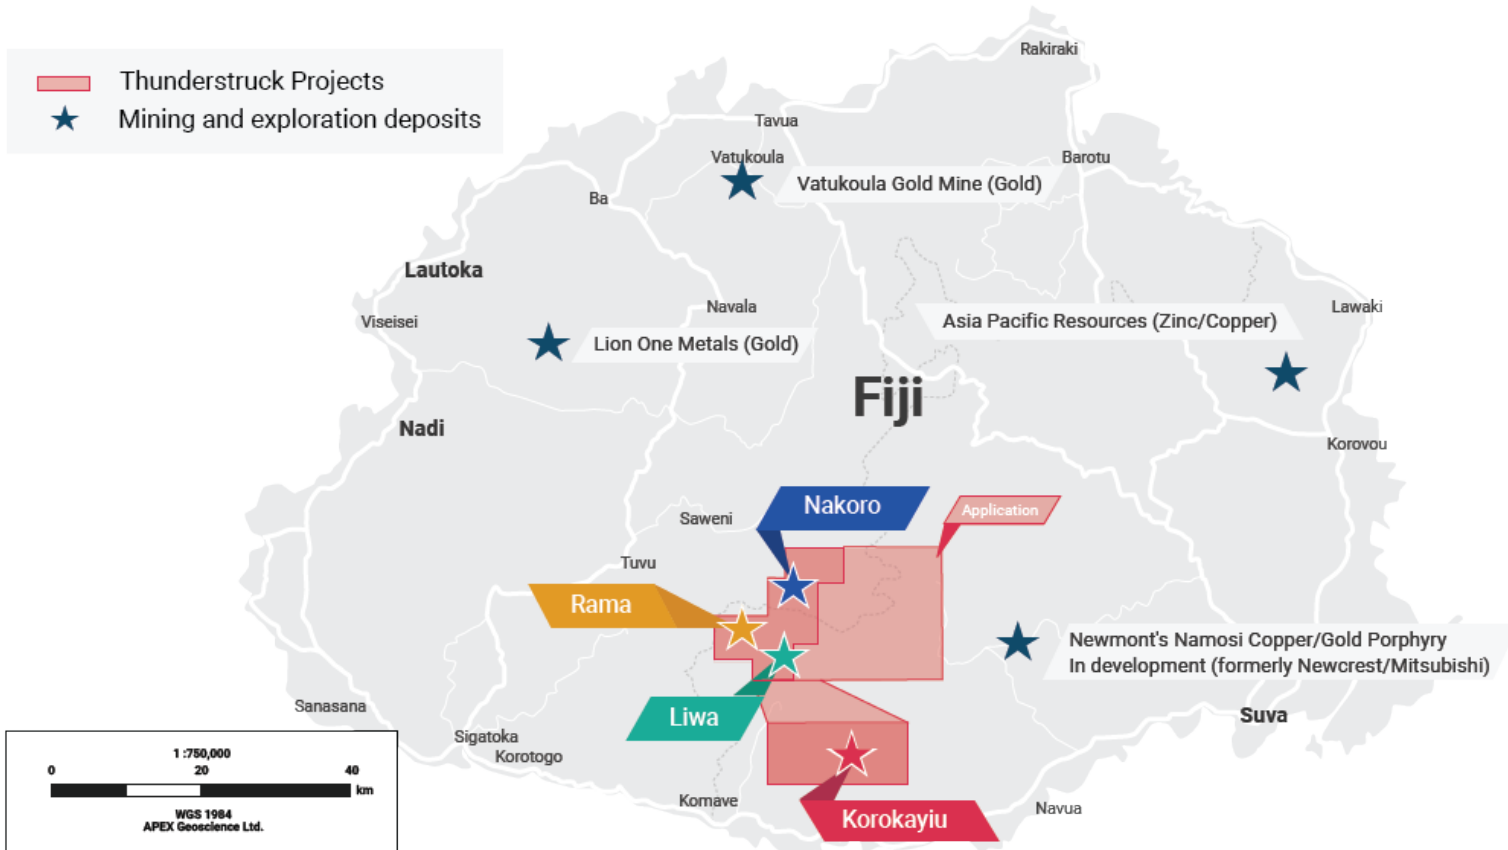 Thunderstruck Projects
Mining and exploration deposits
Rakiraki
Tavua
Vatukoula
Barotu
Vatukoula Gold Mine (Gold)
Ba
Lautoka
Viseisei
Navala
Lawaki
Asia Pacific Resources (Zinc/Copper)
Lion One Metals (Gold)
Fiji
Nadi
Korovou
Nakoro
Application
Saweni
Tuvu
Rama
Newmont's Namosi Copper/Gold Porphyry
In development (formerly Newcrest/Mitsubishi)
Liwa
Suva
Sanasana
Sigatoka
Korotogo
Komave
Navua
Korokayiu
1 :750,000
0 20 40
km
WGS 1984
APEX Geoscience Ltd.